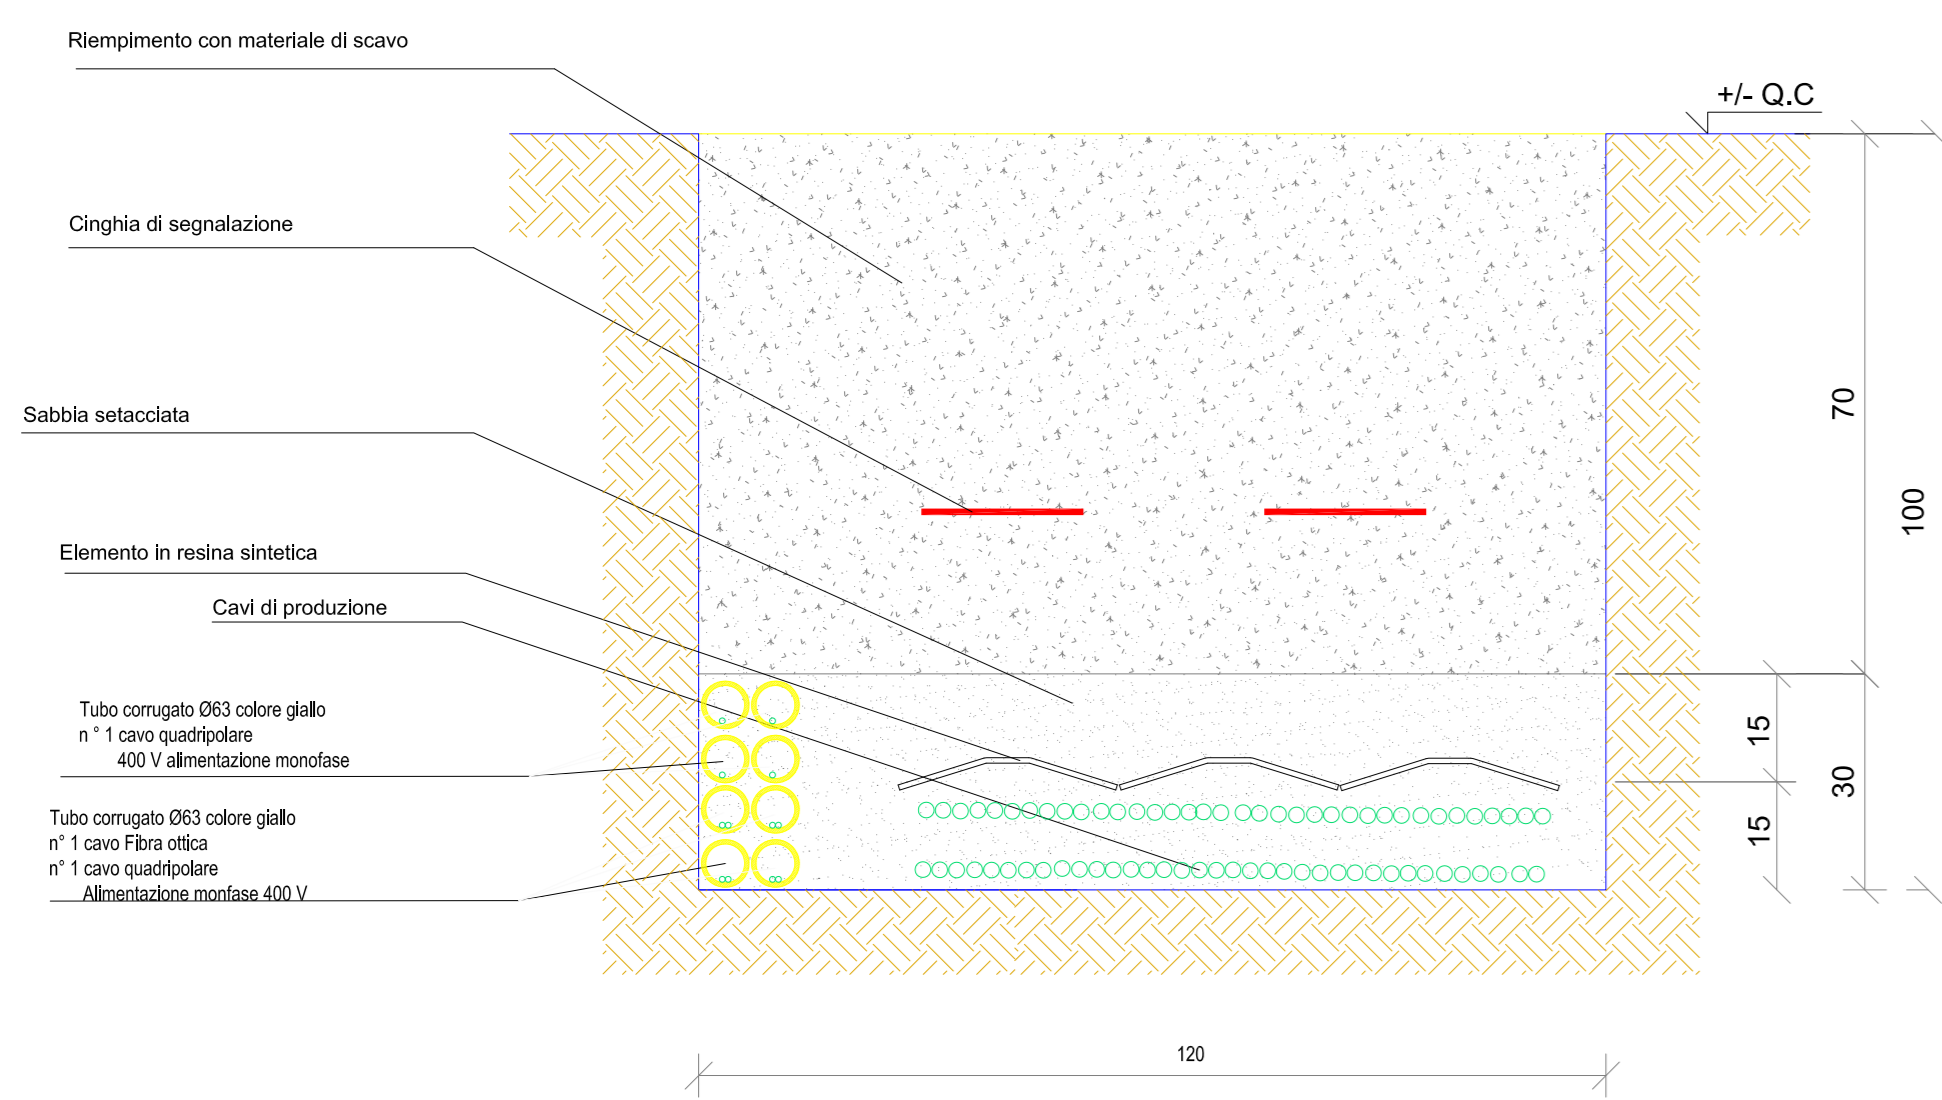 Riempimento con materiale di scavo
+/- Q.C
Cinghia di segnalazione
Sabbia setacciata
70
100
Elemento in resina sintetica
Cavi di produzione
Tubo corrugato Ø63 colore giallo
n ° 1 cavo quadripolare
400 V alimentazione monofase
15
30
15
Tubo corrugato Ø63 colore giallo
n° 1 cavo Fibra ottica
n° 1 cavo quadripolare
Alimentazione monfase 400 V
120